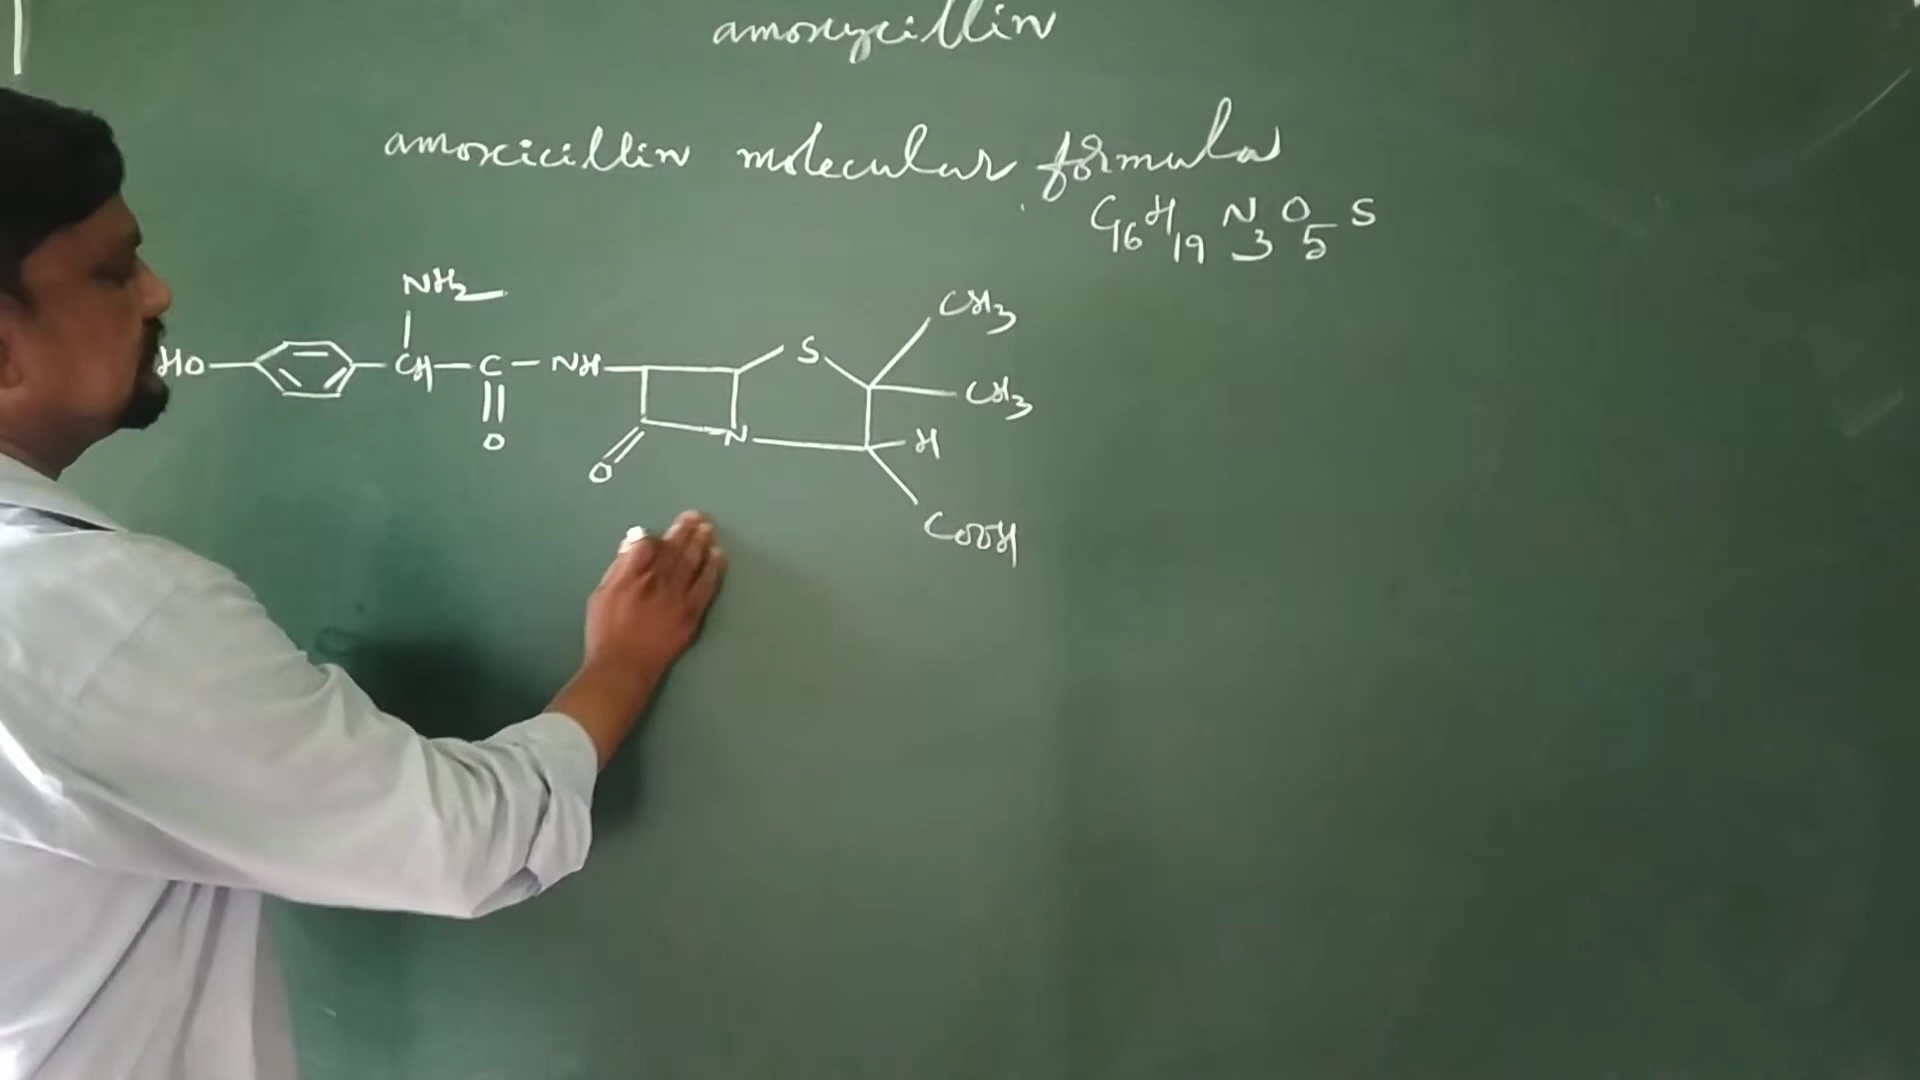 amoxycillin
amoxicillin molecular formula
C16H19N3O5S
NH2
CH3
HO CH C NH S CH3
O O N H
COOH